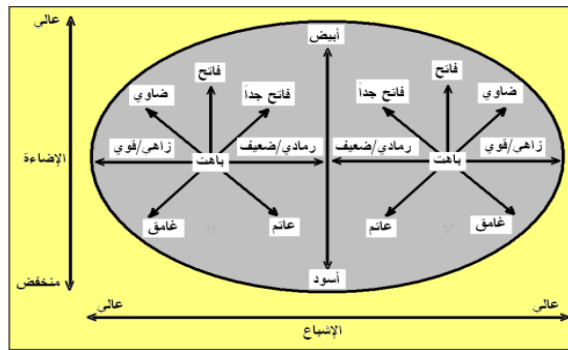 عالي
أبيض
فاتح
فاتح
ضاوي
فاتح جداً
فاتح جداً
ضاوي
الإضاءة
زاهي/قوي
باهت
رمادي/ضعيف
رمادي/ضعيف
باهت
زاهي/قوي
غامق
عاتم
عاتم
غامق
أسود
منخفض
عالي
عالي
الإشباع